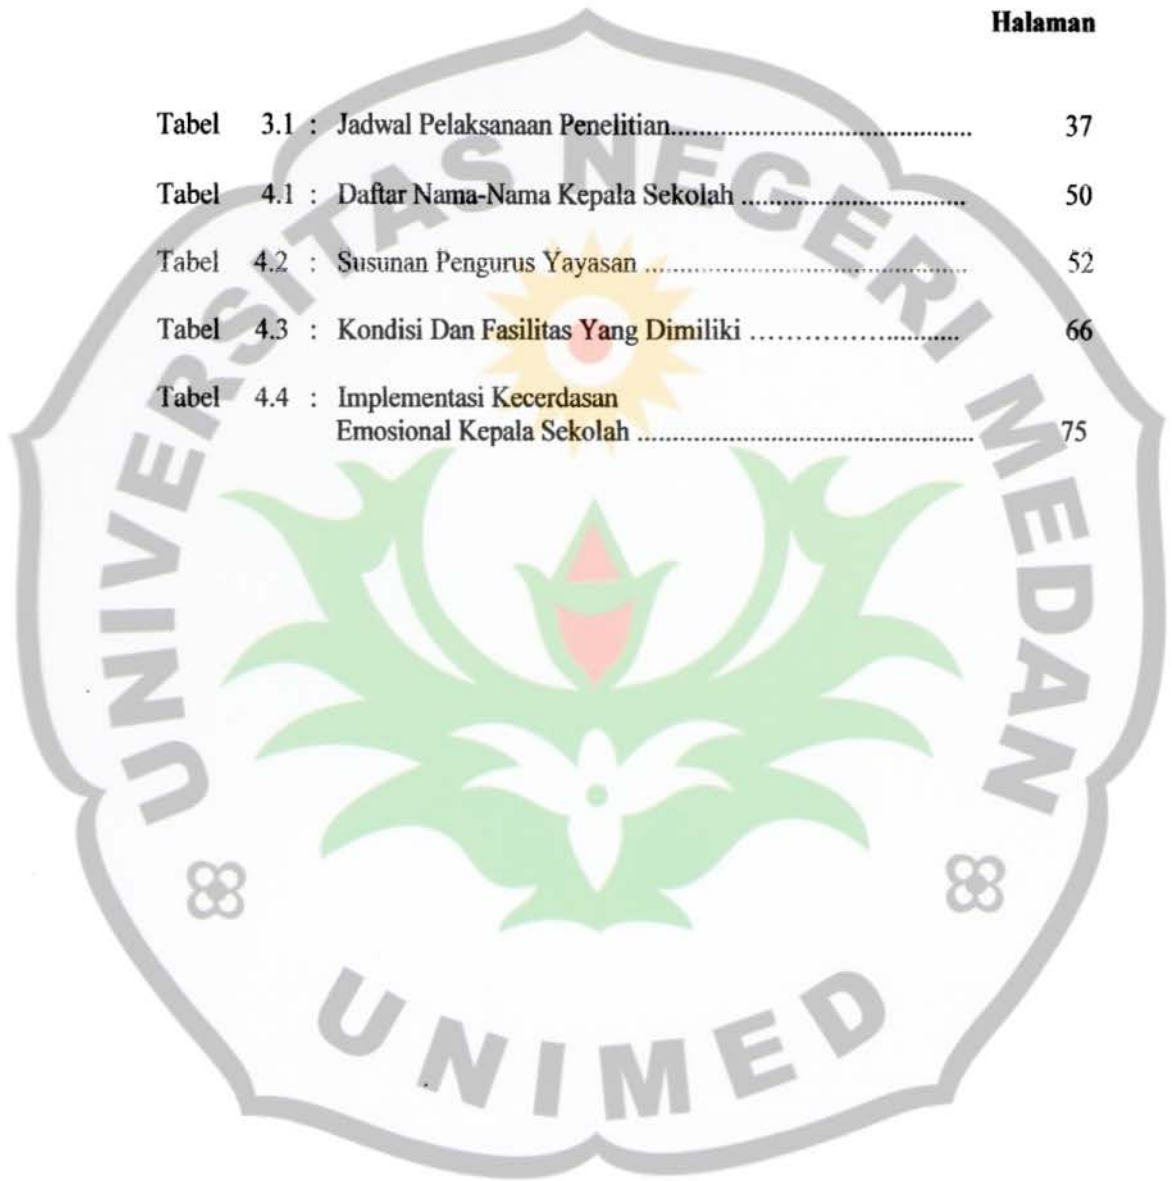 Halaman
Tabel 3.1 : Jadwal Pelaksanaan Penelitian.......................................... 37
Tabel 4.1 : Daftar Nama-Nama Kepala Sekolah ................................ 50
Tabel 4.2 : Susunan Pengurus Yayasan .............................................. 52
Tabel 4.3 : Kondisi Dan Fasilitas Yang Dimiliki .............................. 66
Tabel 4.4 : Implementasi Kecerdasan
Emosional Kepala Sekolah ............................................... 75
UNIVERSITAS NEGERI MEDAN
UNIMED